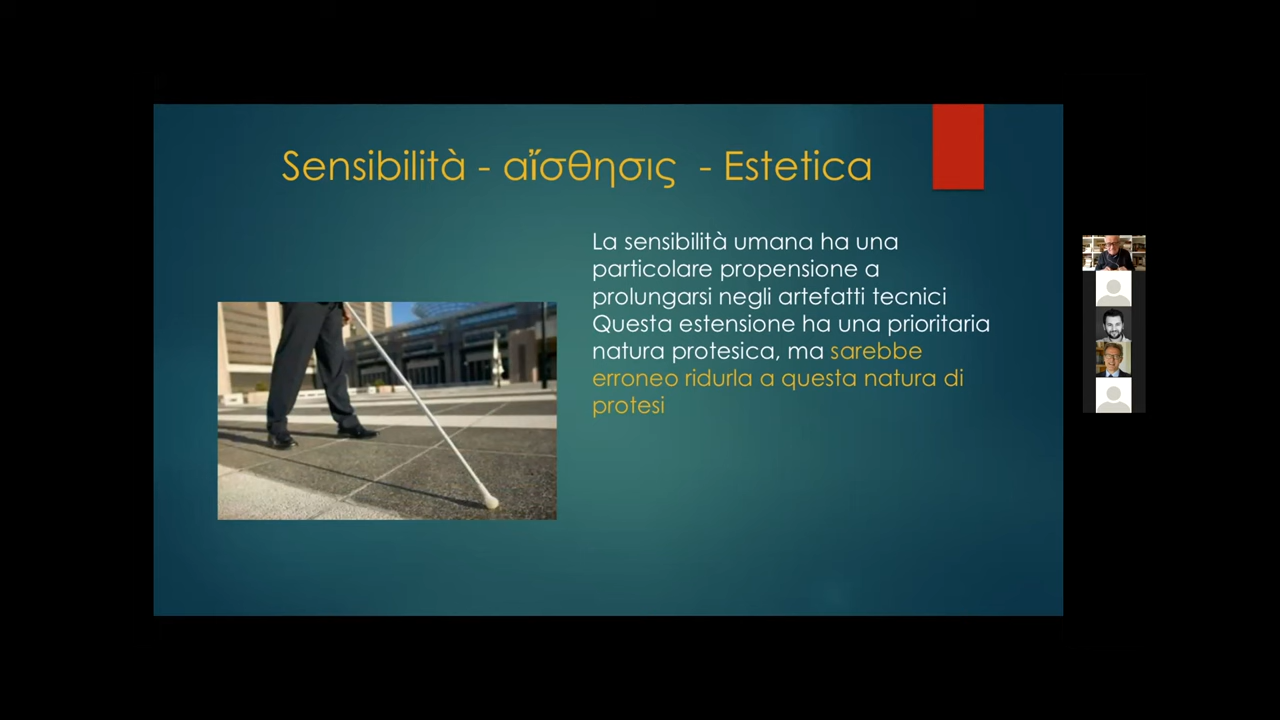 Sensibilità - αἴσθησις - Estetica
La sensibilità umana ha una
particolare propensione a
prolungarsi negli artefatti tecnici
Questa estensione ha una prioritaria
natura protesica, ma sarebbe
erroneo ridurla a questa natura di
protesi